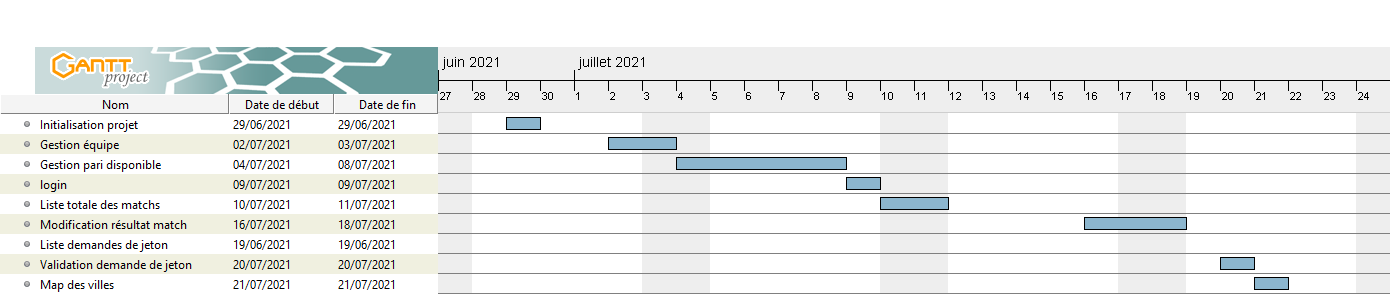 GANTT
project
juin 2021 juillet 2021
27 28 29 30 1 2 3 4 5 6 7 8 9 10 11 12 13 14 15 16 17 18 19 20 21 22 23 24
Nom Date de début Date de fin
Initialisation projet 29/06/2021 29/06/2021
Gestion équipe 02/07/2021 03/07/2021
Gestion pari disponible 04/07/2021 08/07/2021
login 09/07/2021 09/07/2021
Liste totale des matchs 10/07/2021 11/07/2021
Modification résultat match 16/07/2021 18/07/2021
Liste demandes de jeton 19/06/2021 19/06/2021
Validation demande de jeton 20/07/2021 20/07/2021
Map des villes 21/07/2021 21/07/2021